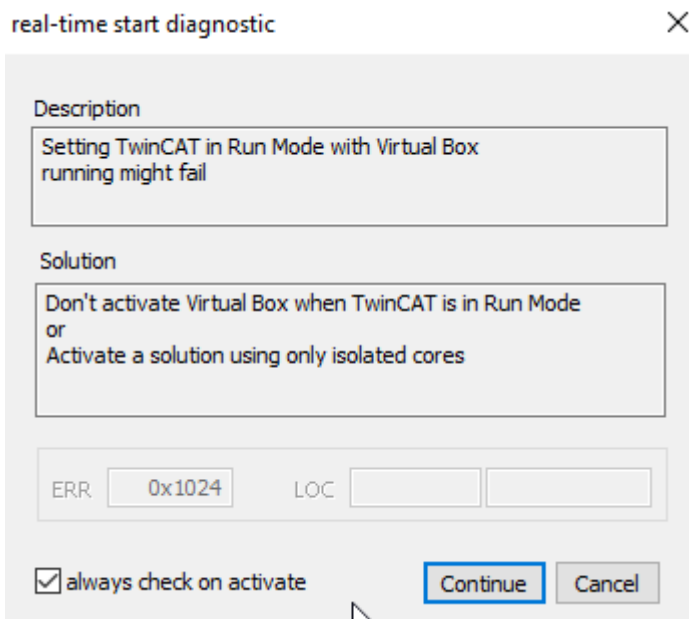 real-time start diagnostic
Description
Setting TwinCAT in Run Mode with Virtual Box
running might fail
Solution
Don't activate Virtual Box when TwinCAT is in Run Mode
or
Activate a solution using only isolated cores
ERR 0x1024 LOC
always check on activate Continue Cancel